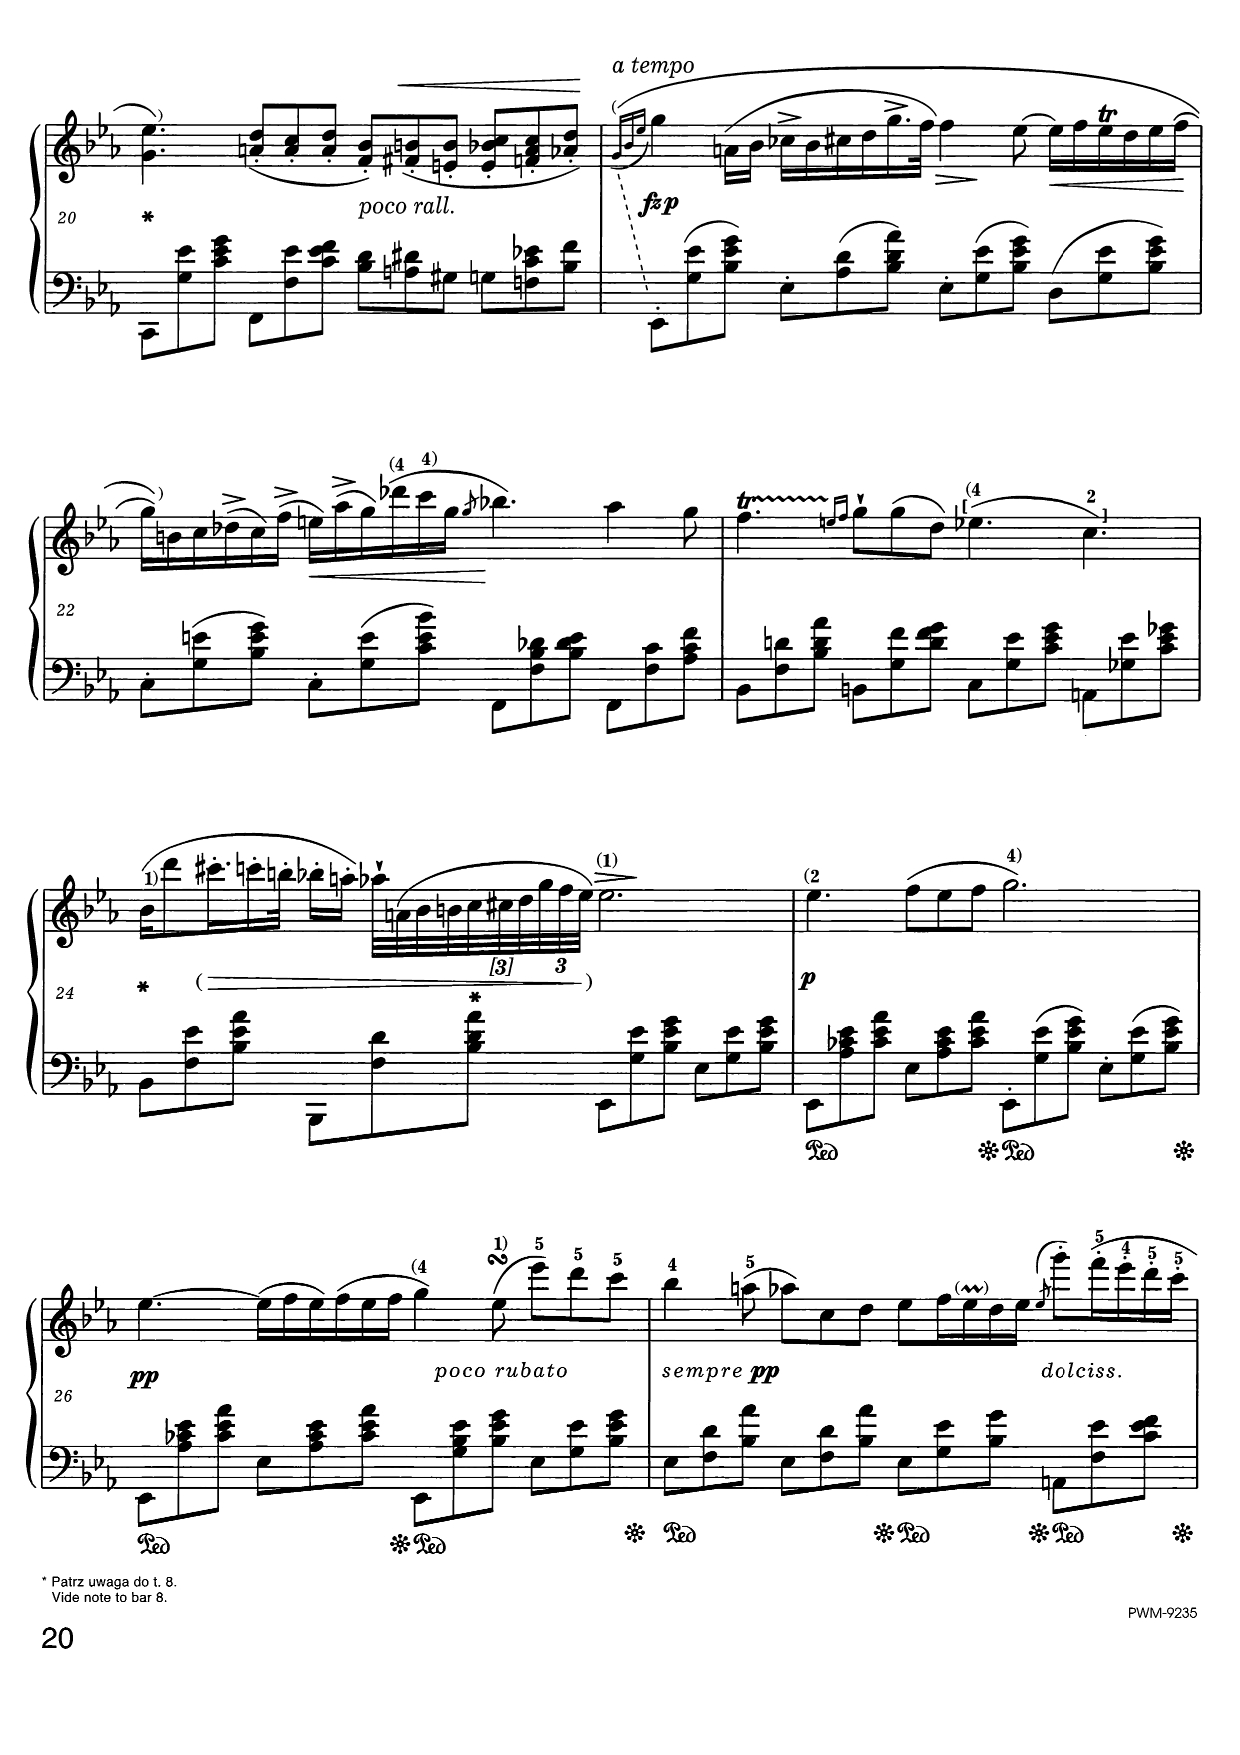 a tempo
20
*
poco rall.
fzp
tr
(4
4)
22
tr
(4
2
1)
(1)
(2
4)
24
*
[3]
3
*
p
Ped
Ped
(4
1)
5
5
5
4
5
5
4
5
5
pp
poco rubato
sempre pp
dolciss.
26
Ped
Ped
Ped
Ped
Ped
* Patrz uwaga do t. 8.
Vide note to bar 8.
PWM-9235
20